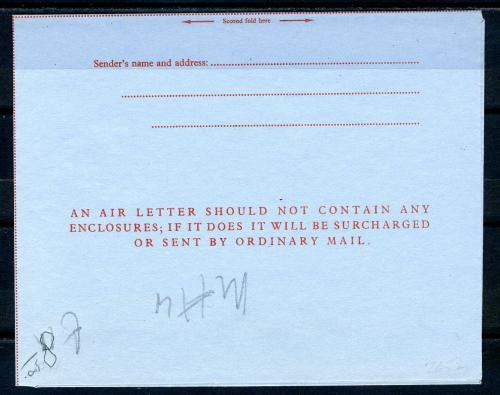 Second fold here
Sender's name and address:
AN AIR LETTER SHOULD NOT CONTAIN ANY
ENCLOSURES; IF IT DOES IT WILL BE SURCHARGED
OR SENT BY ORDINARY MAIL.